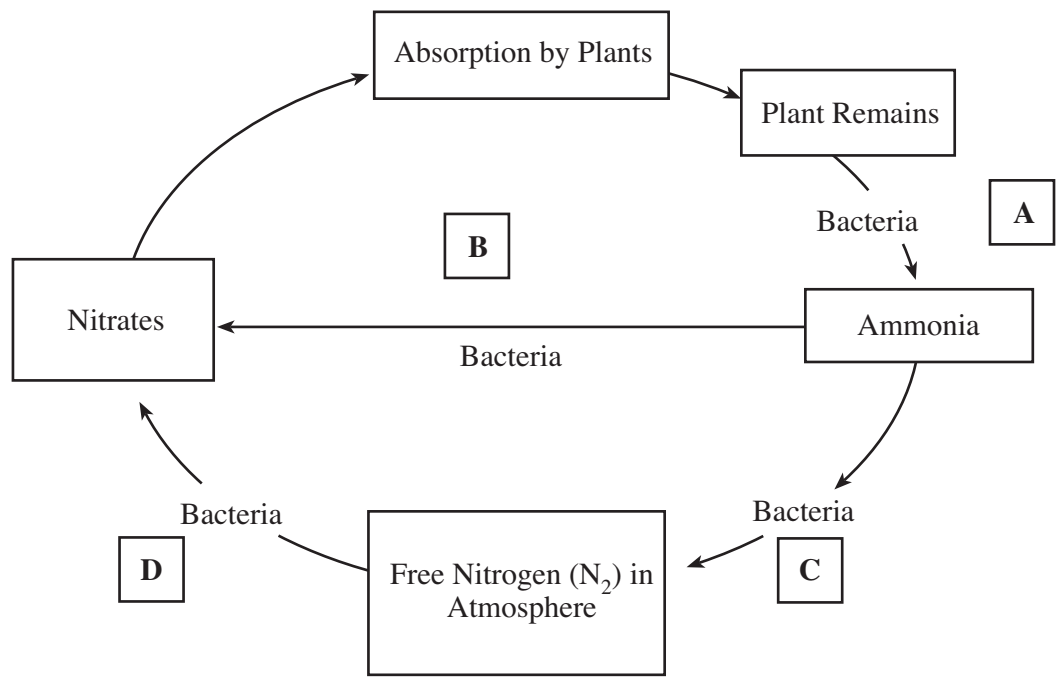 Absorption by Plants
Plant Remains
Bacteria
A
B
Nitrates
Ammonia
Bacteria
Bacteria
Bacteria
D
Free Nitrogen (N₂) in
Atmosphere
C